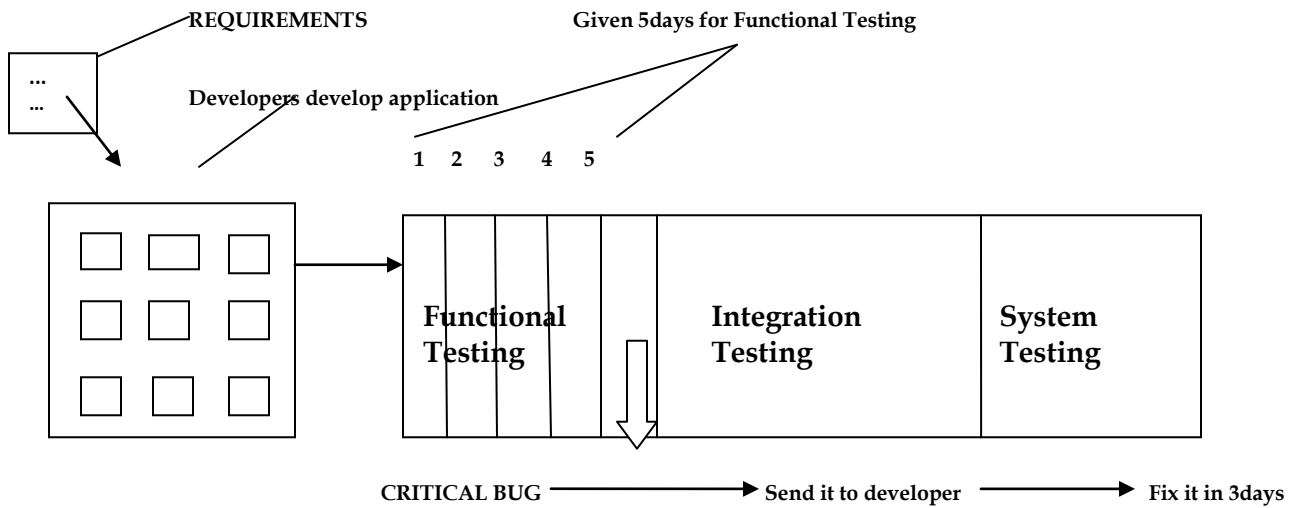 REQUIREMENTS
Given 5days for Functional Testing
...
...
Developers develop application
1 2 3 4 5
Functional
Testing
Integration
Testing
System
Testing
CRITICAL BUG
Send it to developer
Fix it in 3days